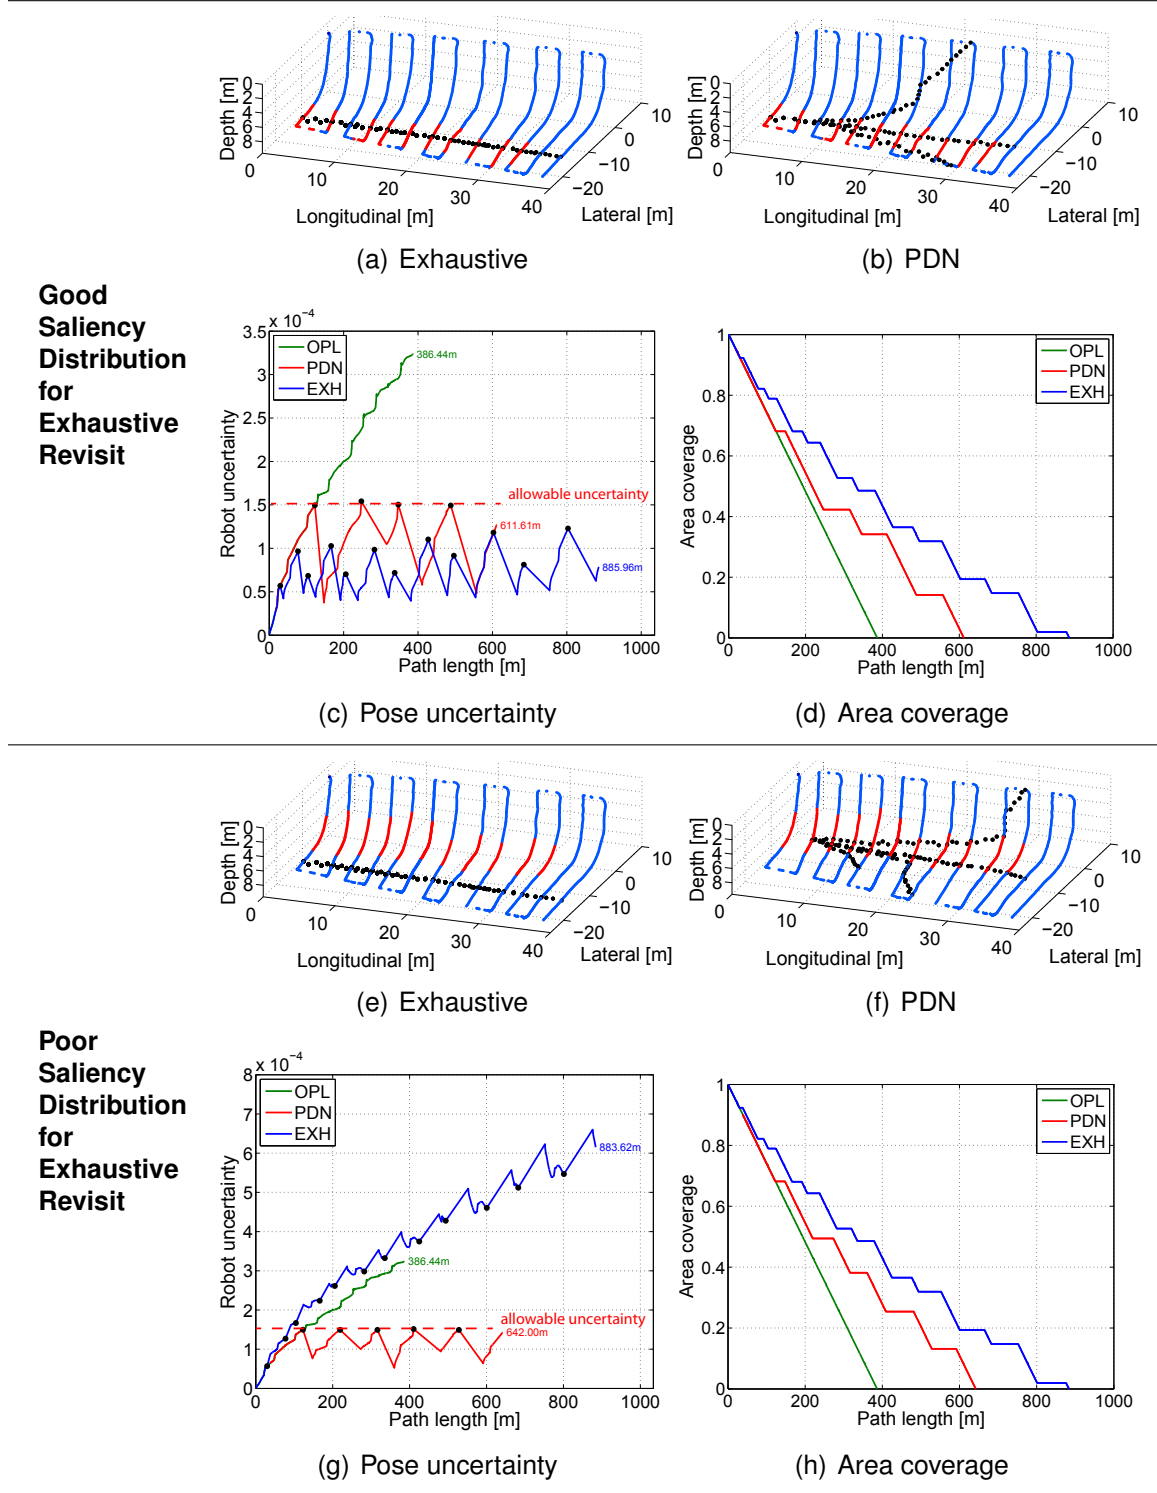 0
2
4
6
8
Depth [m]
0
10
20
30
40
Longitudinal [m]
10
0
−10
−20
Lateral [m]
(a) Exhaustive
0
2
4
6
8
Depth [m]
0
10
20
30
40
Longitudinal [m]
10
0
−10
−20
Lateral [m]
(b) PDN
Good
Saliency
Distribution
for
Exhaustive
Revisit
x 10⁻⁴
3.5
3
2.5
2
1.5
1
0.5
0
Robot uncertainty
OPL
PDN
EXH
386.44m
allowable uncertainty
611.61m
885.96m
0 200 400 600 800 1000
Path length [m]
(c) Pose uncertainty
1
0.8
0.6
0.4
0.2
0
Area coverage
OPL
PDN
EXH
0 200 400 600 800 1000
Path length [m]
(d) Area coverage
0
2
4
6
8
Depth [m]
0
10
20
30
40
Longitudinal [m]
10
0
−10
−20
Lateral [m]
(e) Exhaustive
0
2
4
6
8
Depth [m]
0
10
20
30
40
Longitudinal [m]
10
0
−10
−20
Lateral [m]
(f) PDN
Poor
Saliency
Distribution
for
Exhaustive
Revisit
x 10⁻⁴
8
7
6
5
4
3
2
1
0
Robot uncertainty
OPL
PDN
EXH
883.62m
386.44m
allowable uncertainty
642.00m
0 200 400 600 800 1000
Path length [m]
(g) Pose uncertainty
1
0.8
0.6
0.4
0.2
0
Area coverage
OPL
PDN
EXH
0 200 400 600 800 1000
Path length [m]
(h) Area coverage